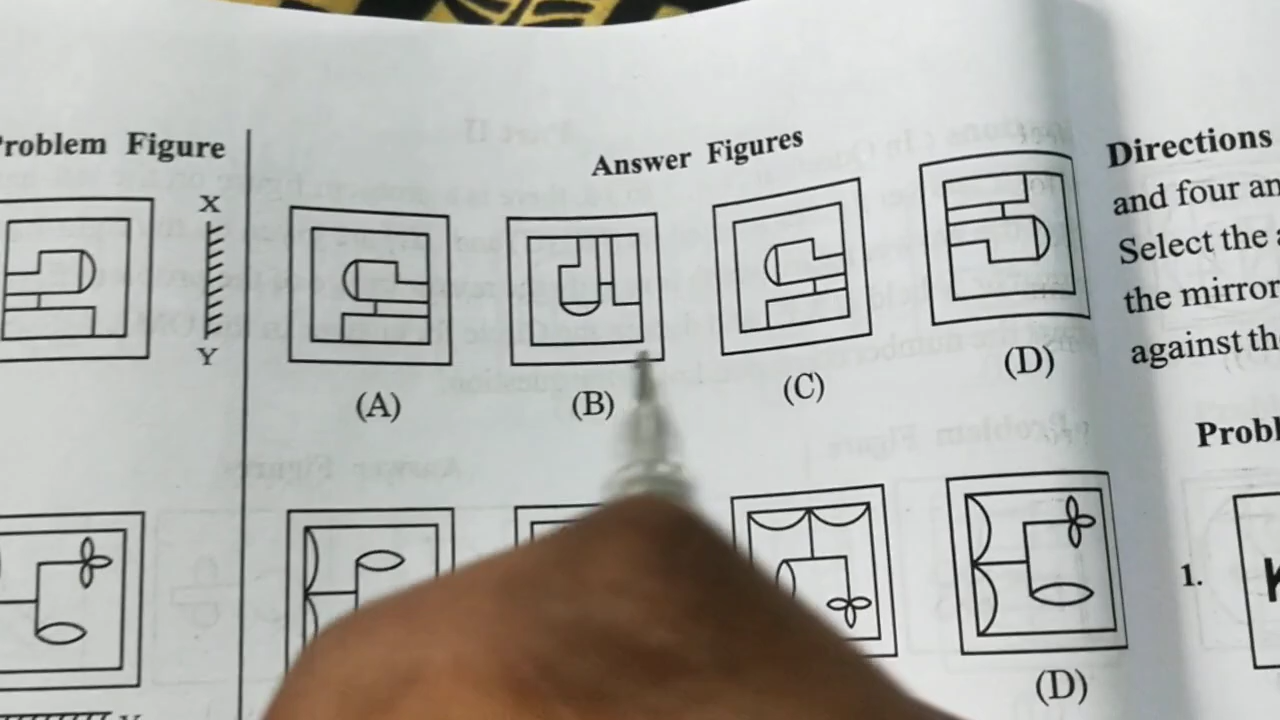 Problem Figure
X
Y
Answer Figures
(A)
(B)
(C)
(D)
(D)
Directions
and four an
Select the a
the mirror
against th
Probl
1.
K